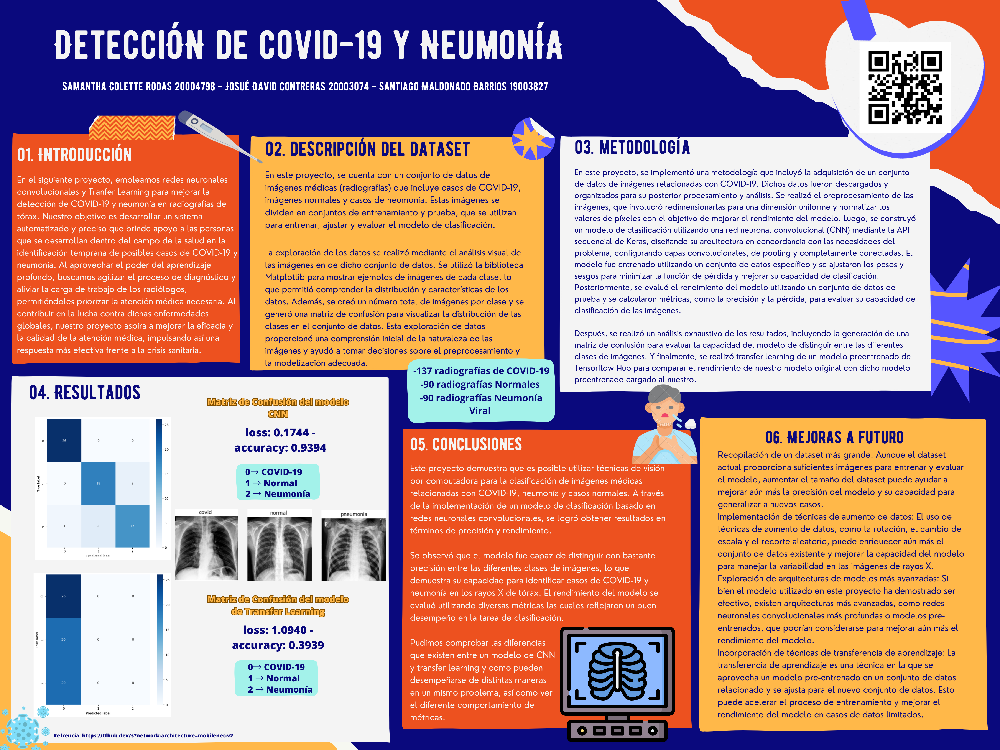 DETECCIÓN DE COVID-19 Y NEUMONÍA
SAMANTHA COLETTE RODAS 20004798 - JOSUÉ DAVID CONTRERAS 20003074 - SANTIAGO MALDONADO BARRIOS 19003827
01. INTRODUCCIÓN
En el siguiente proyecto, empleamos redes neuronales
convolucionales y Tranfer Learning para mejorar la
detección de COVID-19 y neumonía en radiografías de
tórax. Nuestro objetivo es desarrollar un sistema
automatizado y preciso que brinde apoyo a las personas
que se desarrollan dentro del campo de la salud en la
identificación temprana de posibles casos de COVID-19 y
neumonía. Al aprovechar el poder del aprendizaje
profundo, buscamos agilizar el proceso de diagnóstico y
aliviar la carga de trabajo de los radiólogos,
permitiéndoles priorizar la atención médica necesaria. Al
contribuir en la lucha contra dichas enfermedades
globales, nuestro proyecto aspira a mejorar la eficacia y
la calidad de la atención médica, impulsando así una
respuesta más efectiva frente a la crisis sanitaria.
02. DESCRIPCIÓN DEL DATASET
En este proyecto, se cuenta con un conjunto de datos de
imágenes médicas (radiografías) que incluye casos de COVID-19,
imágenes normales y casos de neumonía. Estas imágenes se
dividen en conjuntos de entrenamiento y prueba, que se utilizan
para entrenar, ajustar y evaluar el modelo de clasificación.
La exploración de los datos se realizó mediante el análisis visual de
las imágenes en de dicho conjunto de datos. Se utilizó la biblioteca
Matplotlib para mostrar ejemplos de imágenes de cada clase, lo
que permitió comprender la distribución y características de los
datos. Además, se creó un número total de imágenes por clase y se
generó una matriz de confusión para visualizar la distribución de las
clases en el conjunto de datos. Esta exploración de datos
proporcionó una comprensión inicial de la naturaleza de las
imágenes y ayudó a tomar decisiones sobre el preprocesamiento y
la modelización adecuada.
-137 radiografías de COVID-19
-90 radiografías Normales
-90 radiografías Neumonía
Viral
03. METODOLOGÍA
En este proyecto, se implementó una metodología que incluyó la adquisición de un conjunto
de datos de imágenes relacionadas con COVID-19. Dichos datos fueron descargados y
organizados para su posterior procesamiento y análisis. Se realizó el preprocesamiento de las
imágenes, que involucró redimensionarlas para una dimensión uniforme y normalizar los
valores de píxeles con el objetivo de mejorar el rendimiento del modelo. Luego, se construyó
un modelo de clasificación utilizando una red neuronal convolucional (CNN) mediante la API
secuencial de Keras, diseñando su arquitectura en concordancia con las necesidades del
problema, configurando capas convolucionales, de pooling y completamente conectadas. El
modelo fue entrenado utilizando un conjunto de datos específico y se ajustaron los pesos y
sesgos para minimizar la función de pérdida y mejorar su capacidad de clasificación.
Posteriormente, se evaluó el rendimiento del modelo utilizando un conjunto de datos de
prueba y se calcularon métricas, como la precisión y la pérdida, para evaluar su capacidad de
clasificación de las imágenes.
Después, se realizó un análisis exhaustivo de los resultados, incluyendo la generación de una
matriz de confusión para evaluar la capacidad del modelo de distinguir entre las diferentes
clases de imágenes. Y finalmente, se realizó transfer learning de un modelo preentrenado de
Tensorflow Hub para comparar el rendimiento de nuestro modelo original con dicho modelo
preentrenado cargado al nuestro.
04. RESULTADOS
Matriz de Confusión del modelo
CNN
loss: 0.1744 -
accuracy: 0.9394
0→ COVID-19
1 → Normal
2 → Neumonía
True label
0
1
2
26 0 0
0 18 2
1 3 16
0 1 2
Predicted label
25
20
15
10
5
0
covid
normal
pneumonia
R
Matriz de Confusión del modelo
de Transfer Learning
loss: 1.0940 -
accuracy: 0.3939
0→ COVID-19
1 → Normal
2 → Neumonía
True label
0
1
2
26 0 0
20 0 0
20 0 0
0 1 2
Predicted label
25
20
15
10
5
0
Refrencia: https://tfhub.dev/s?network-architecture=mobilenet-v2
05. CONCLUSIONES
Canva
Este proyecto demuestra que es posible utilizar técnicas de visión
por computadora para la clasificación de imágenes médicas
relacionadas con COVID-19, neumonía y casos normales. A través
de la implementación de un modelo de clasificación basado en
redes neuronales convolucionales, se logró obtener resultados en
términos de precisión y rendimiento.
Se observó que el modelo fue capaz de distinguir con bastante
precisión entre las diferentes clases de imágenes, lo que
demuestra su capacidad para identificar casos de COVID-19 y
neumonía en los rayos X de tórax. El rendimiento del modelo se
evaluó utilizando diversas métricas las cuales reflejaron un buen
desempeño en la tarea de clasificación.
Pudimos comprobar las diferencias
que existen entre un modelo de CNN
y transfer learning y como pueden
desempeñarse de distintas maneras
en un mismo problema, así como ver
el diferente comportamiento de
métricas.
06. MEJORAS A FUTURO
Recopilación de un dataset más grande: Aunque el dataset
actual proporciona suficientes imágenes para entrenar y evaluar
el modelo, aumentar el tamaño del dataset puede ayudar a
mejorar aún más la precisión del modelo y su capacidad para
generalizar a nuevos casos.
Implementación de técnicas de aumento de datos: El uso de
técnicas de aumento de datos, como la rotación, el cambio de
escala y el recorte aleatorio, puede enriquecer aún más el
conjunto de datos existente y mejorar la capacidad del modelo
para manejar la variabilidad en las imágenes de rayos X.
Exploración de arquitecturas de modelos más avanzadas: Si
bien el modelo utilizado en este proyecto ha demostrado ser
efectivo, existen arquitecturas más avanzadas, como redes
neuronales convolucionales más profundas o modelos pre-
entrenados, que podrían considerarse para mejorar aún más el
rendimiento del modelo.
Incorporación de técnicas de transferencia de aprendizaje: La
transferencia de aprendizaje es una técnica en la que se
aprovecha un modelo pre-entrenado en un conjunto de datos
relacionado y se ajusta para el nuevo conjunto de datos. Esto
puede acelerar el proceso de entrenamiento y mejorar el
rendimiento del modelo en casos de datos limitados.